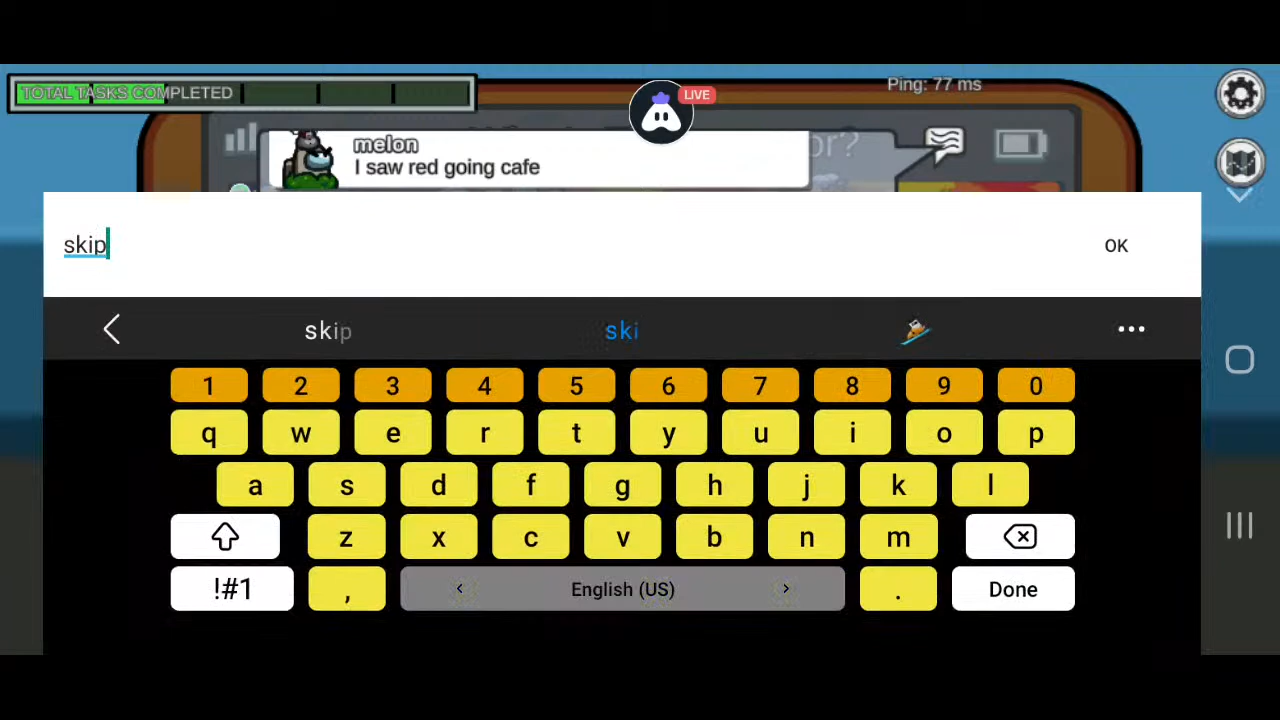 TOTAL TASKS COMPLETED
LIVE
Ping: 77 ms
melon
I saw red going cafe
or?
skip
OK
skip
ski
1 2 3 4 5 6 7 8 9 0
q w e r t y u i o p
a s d f g h j k l
z x c v b n m
!#1 , English (US) . Done